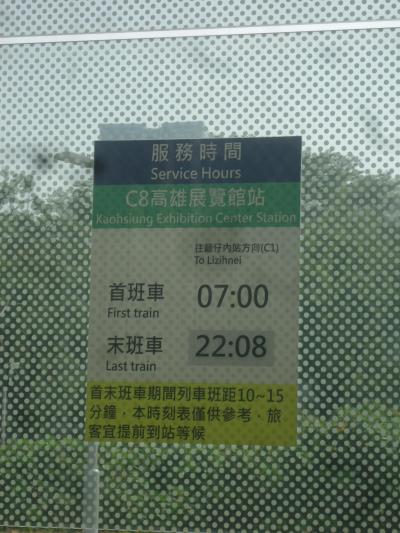 服務時間
Service Hours
C8高雄展覽館站
Kaohsiung Exhibition Center Station
往籬仔內站方向(C1)
To Lizihnei
首班車 07:00
First train
末班車 22:08
Last train
首末班車期間列車班距10~15
分鐘，本時刻表僅供參考，旅
客宜提前到站等候